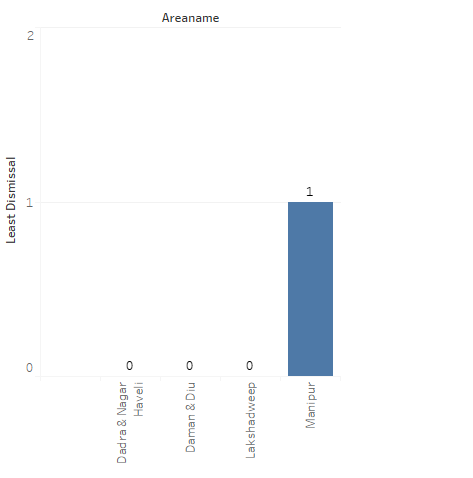 Areaname
Least Dismissal
2
1
0
0
0
0
1
Dadra & Nagar
Haveli
Daman & Diu
Lakshadweep
Manipur